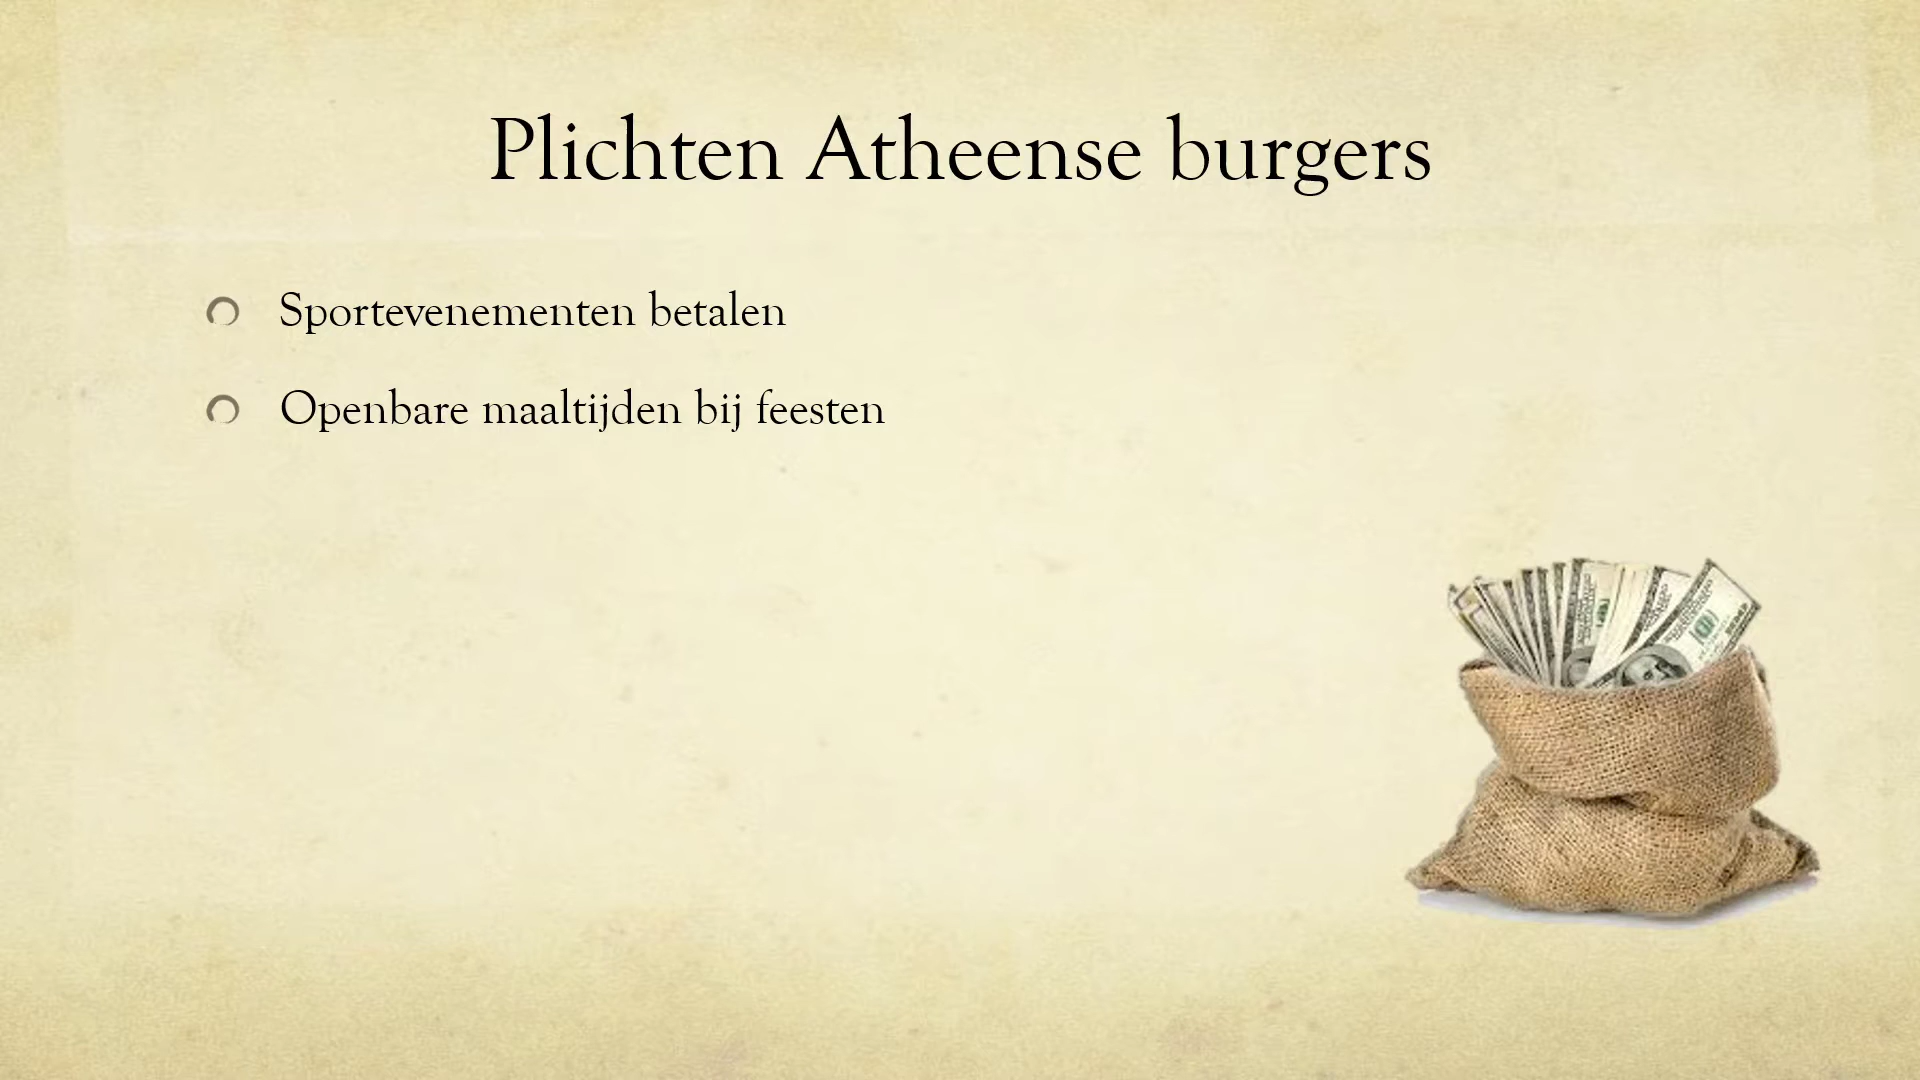 Plichten Atheense burgers
Sportevenementen betalen
Openbare maaltijden bij feesten